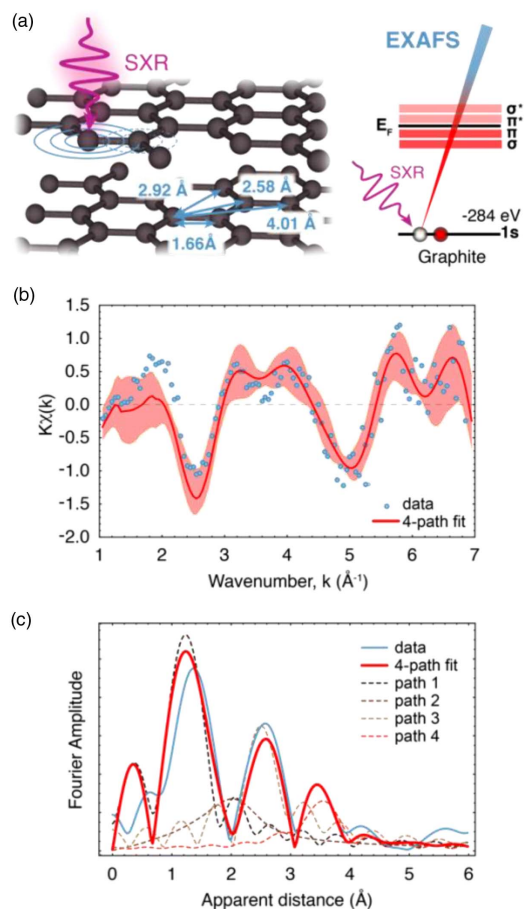 (a)
SXR
2.92 Å
2.58 Å
4.01 Å
1.66Å
EXAFS
σ*
π*
E_F
π
σ
SXR
-284 eV
1s
Graphite
(b)
1.5
1.0
0.5
0.0
-0.5
-1.0
-1.5
-2.0
Kχ(k)
data
4-path fit
1 2 3 4 5 6 7
Wavenumber, k (Å⁻¹)
(c)
Fourier Amplitude
data
4-path fit
path 1
path 2
path 3
path 4
0 1 2 3 4 5 6
Apparent distance (Å)